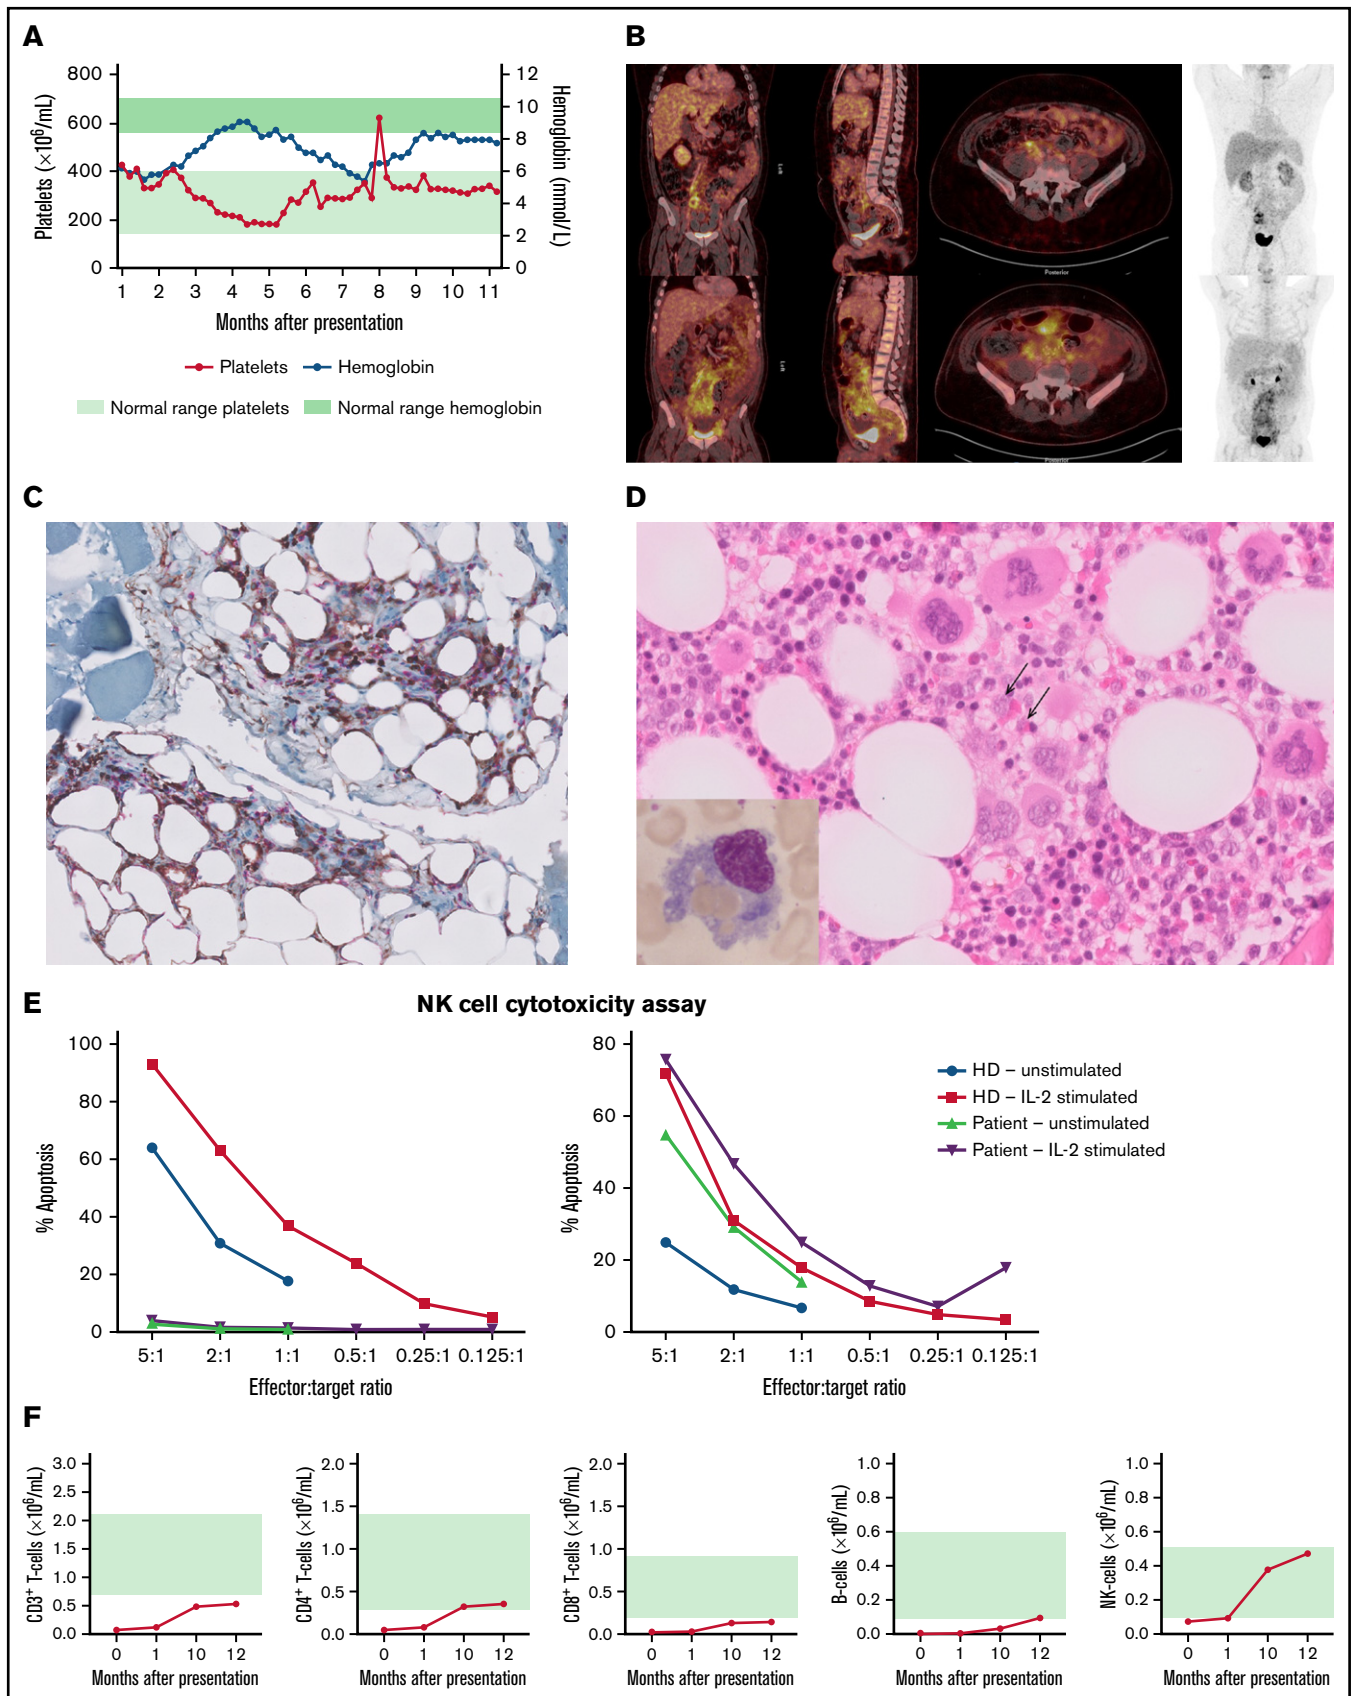 A
800
600
400
200
0
Platelets (×10⁶/mL)
12
10
8
6
4
2
0
Hemoglobin (mmol/L)
1 2 3 4 5 6 7 8 9 10 11
Months after presentation
Platelets Hemoglobin
Normal range platelets Normal range hemoglobin
B
Left
Posterior
Left
Posterior
C
D
E
NK cell cytotoxicity assay
100
80
60
40
20
0
% Apoptosis
5:1 2:1 1:1 0.5:1 0.25:1 0.125:1
Effector:target ratio
80
60
40
20
0
% Apoptosis
5:1 2:1 1:1 0.5:1 0.25:1 0.125:1
Effector:target ratio
HD – unstimulated
HD – IL-2 stimulated
Patient – unstimulated
Patient – IL-2 stimulated
F
3.0
2.5
2.0
1.5
1.0
0.5
0.0
CD3⁺ T-cells (×10⁶/mL)
0 1 10 12
Months after presentation
2.0
1.5
1.0
0.5
0.0
CD4⁺ T-cells (×10⁶/mL)
0 1 10 12
Months after presentation
2.0
1.5
1.0
0.5
0.0
CD8⁺ T-cells (×10⁶/mL)
0 1 10 12
Months after presentation
1.0
0.8
0.6
0.4
0.2
0.0
B-cells (×10⁶/mL)
0 1 10 12
Months after presentation
1.0
0.8
0.6
0.4
0.2
0.0
NK-cells (×10⁶/mL)
0 1 10 12
Months after presentation